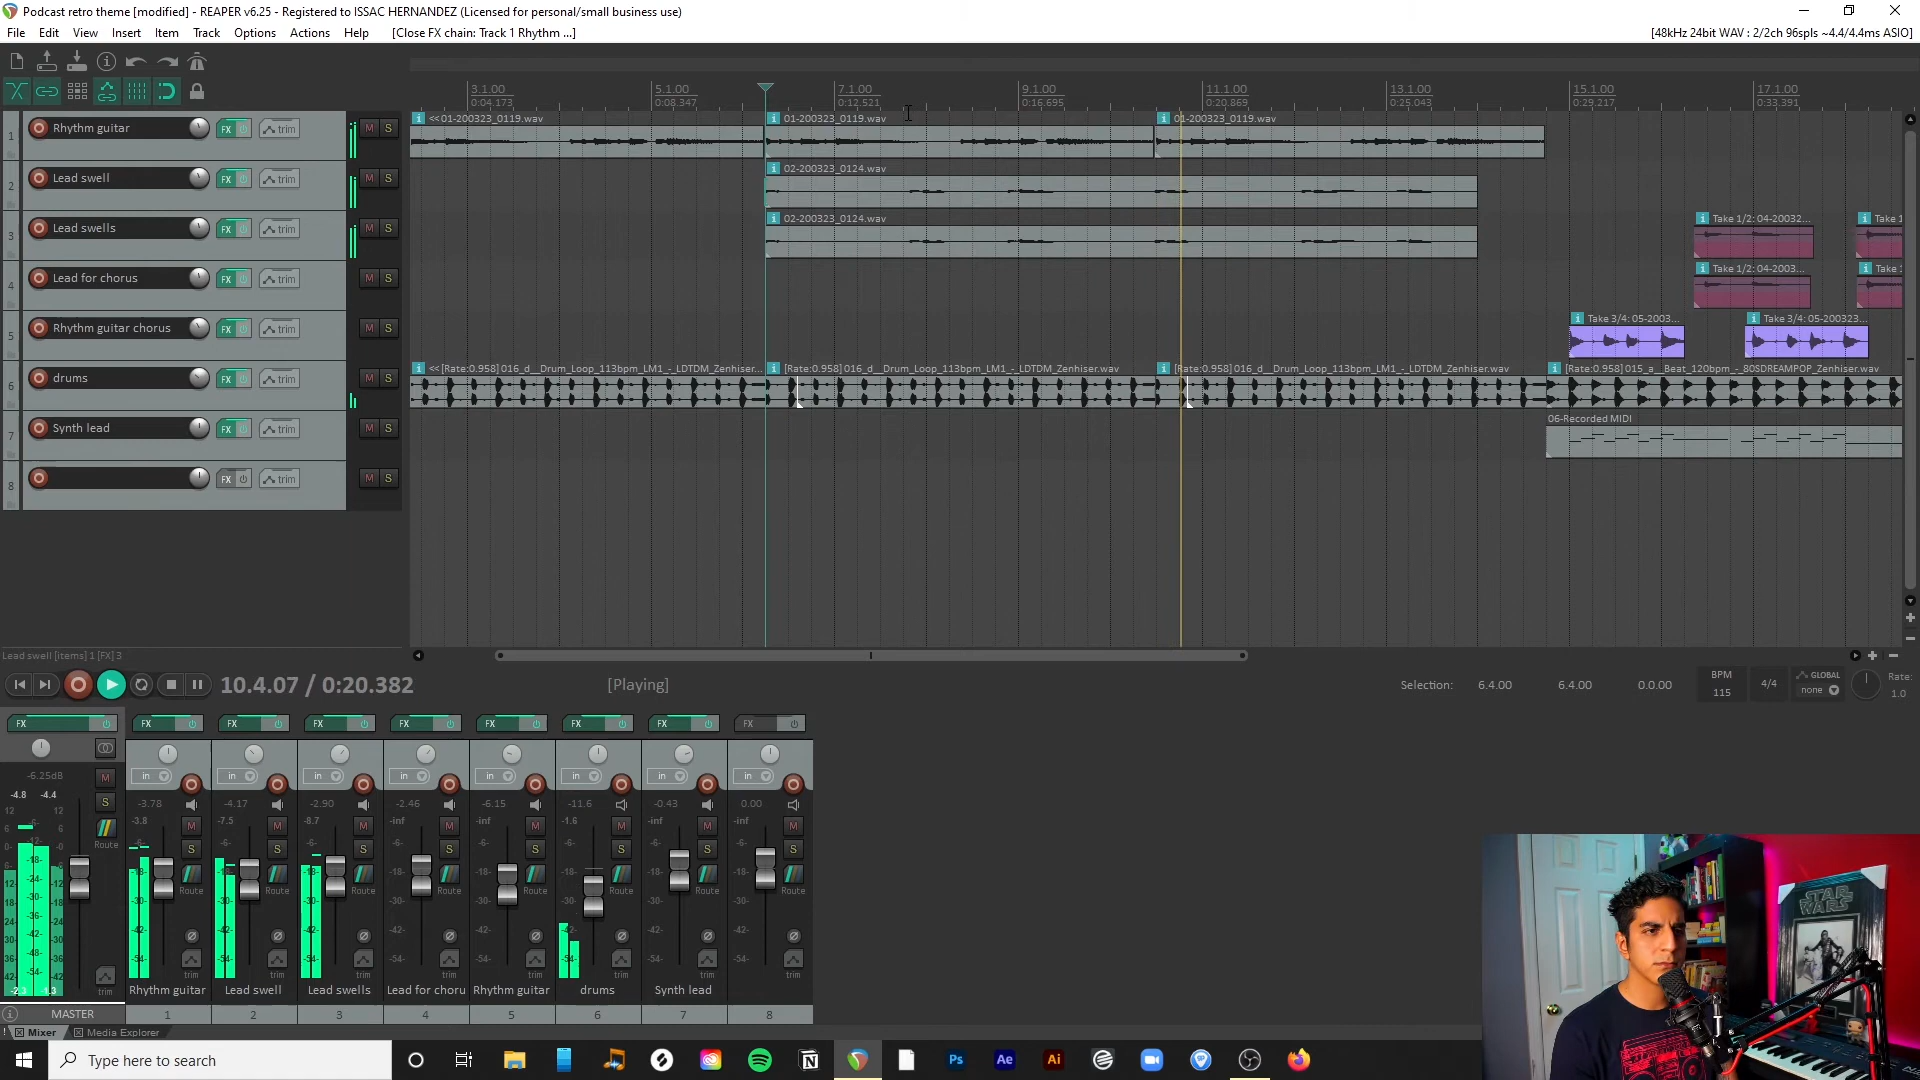 Podcast retro theme [modified] - REAPER v6.25 - Registered to ISSAC HERNANDEZ (Licensed for personal/small business use)
File Edit View Insert Item Track Options Actions Help [Close FX chain: Track 1 Rhythm ...]
[48kHz 24bit WAV : 2/2ch 96spls ~4.4/4.4ms ASIO]
3.1.00 5.1.00 7.1.00 9.1.00 11.1.00 13.1.00 15.1.00 17.1.00
0:04.173 0:08.347 0:12.521 0:16.695 0:20.869 0:25.043 0:29.217 0:33.391
<<01-200323_0119.wav 01-200323_0119.wav 01-200323_0119.wav
1 Rhythm guitar FX trim M S
02-200323_0124.wav
2 Lead swell FX trim M S
02-200323_0124.wav Take 1/2: 04-20032... Take 1
3 Lead swells FX trim M S
Take 1/2: 04-2003... Take 1
4 Lead for chorus FX trim M S
Take 3/4: 05-2003... Take 3/4: 05-200323...
5 Rhythm guitar chorus FX trim M S
<<[Rate:0.958] 016_d__Drum_Loop_113bpm_LM1_-_LDTDM_Zenhiser... [Rate:0.958] 016_d__Drum_Loop_113bpm_LM1_-_LDTDM_Zenhiser.wav [Rate:0.958] 016_d__Drum_Loop_113bpm_LM1_-_LDTDM_Zenhiser.wav [Rate:0.958] 015_a__Beat_120bpm_-_80SDREAMPOP_Zenhiser.wav
6 drums FX trim M S
06-Recorded MIDI
7 Synth lead FX trim M S
8 FX trim M S
Lead swell [items] 1 [FX] 3
10.4.07 / 0:20.382 [Playing] Selection: 6.4.00 6.4.00 0.0.00 BPM 115 4/4 GLOBAL none Rate: 1.0
FX FX FX FX FX FX FX FX FX
in in in in in in in in
-6.25dB M -3.78 -4.17 -2.90 -2.46 -6.15 -11.6 -0.43 0.00
-4.8 -4.4 S -3.8 M -7.5 M -8.7 M -inf M -inf M -1.6 M -inf M -inf M
S S S S S S S S
Route Route Route Route Route Route Route Route Route
trim trim trim trim trim trim trim trim trim
Rhythm guitar Lead swell Lead swells Lead for choru Rhythm guitar drums Synth lead
MASTER 1 2 3 4 5 6 7 8
Mixer Media Explorer
STAR WARS
Type here to search Ps Ae Ai